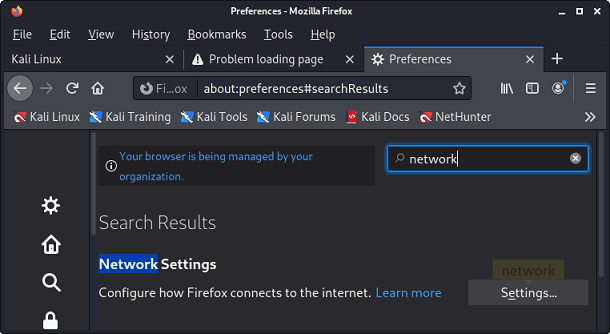 Preferences - Mozilla Firefox
File Edit View History Bookmarks Tools Help
Kali Linux Problem loading page Preferences
Fi...ox about:preferences#searchResults
Kali Linux Kali Training Kali Tools Kali Forums Kali Docs NetHunter
Your browser is being managed by your
organization.
network
Search Results
Network Settings
network
Configure how Firefox connects to the internet. Learn more Settings...